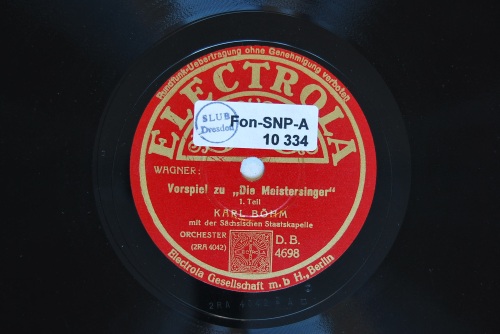 Rundfunk-Uebertragung ohne Genehmigung verboten
ELECTROLA
SLUB
Dresden
Fon-SNP-A
10 334
WAGNER:
Vorspiel zu „Die Meistersinger“
1. Teil
KARL BÖHM
mit der Sächsischen Staatskapelle
ORCHESTER
(2RA 4042)
D. B.
4698
Electrola Gesellschaft m. b H., Berlin